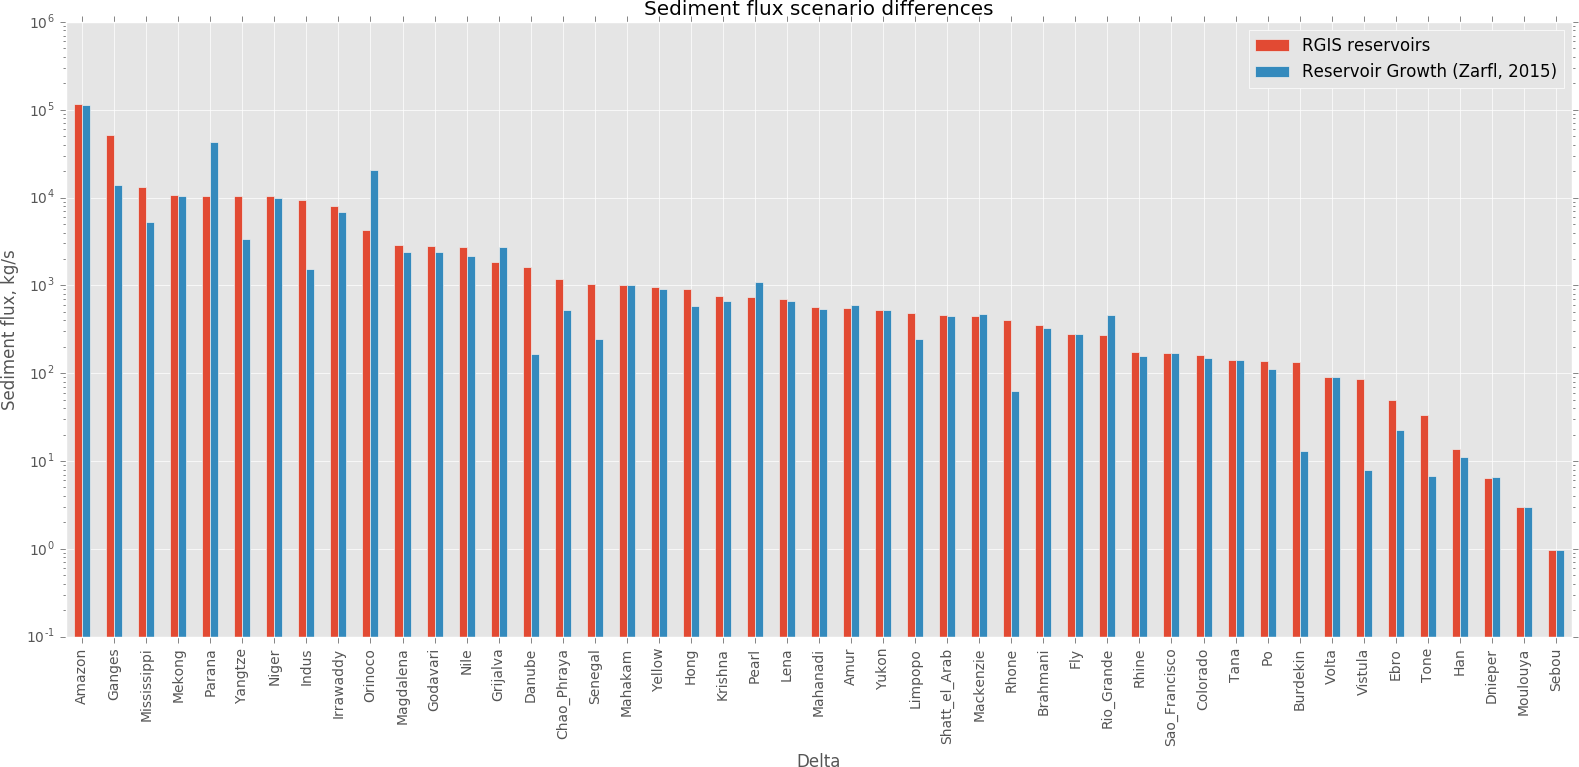 Sediment flux scenario differences
RGIS reservoirs
Reservoir Growth (Zarfl, 2015)
Sediment flux, kg/s
10^6
10^5
10^4
10^3
10^2
10^1
10^0
10^-1
Amazon
Ganges
Mississippi
Mekong
Parana
Yangtze
Niger
Indus
Irrawaddy
Orinoco
Magdalena
Godavari
Nile
Grijalva
Danube
Chao_Phraya
Senegal
Mahakam
Yellow
Hong
Krishna
Pearl
Lena
Mahanadi
Amur
Yukon
Limpopo
Shatt_el_Arab
Mackenzie
Rhone
Brahmani
Fly
Rio_Grande
Rhine
Sao_Francisco
Colorado
Tana
Po
Burdekin
Volta
Vistula
Ebro
Tone
Han
Dnieper
Moulouya
Sebou
Delta